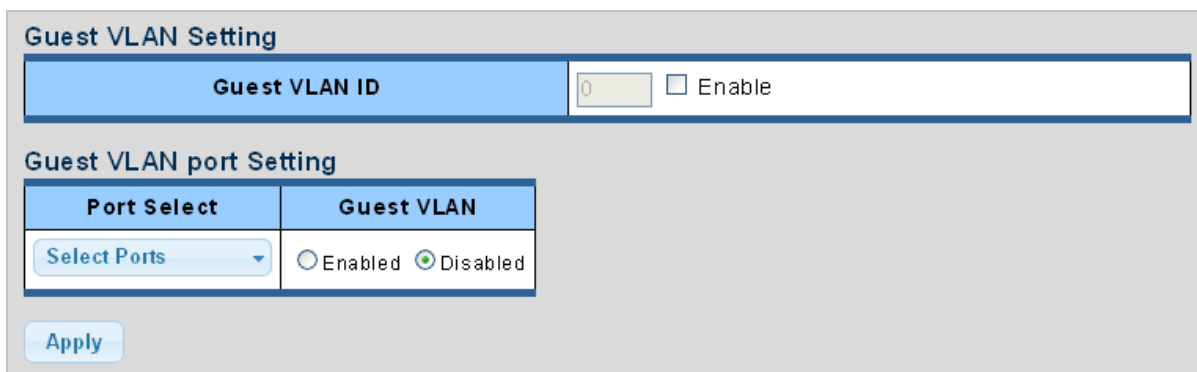 Guest VLAN Setting
Guest VLAN ID 0 Enable
Guest VLAN port Setting
Port Select Guest VLAN
Select Ports Enabled Disabled
Apply